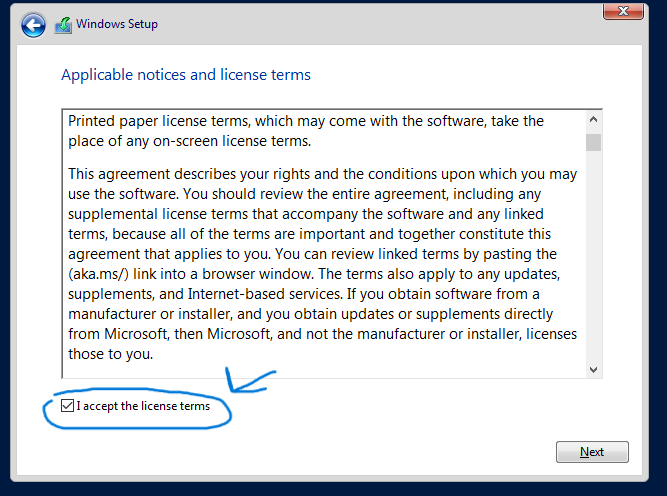 Windows Setup
Applicable notices and license terms
Printed paper license terms, which may come with the software, take the
place of any on-screen license terms.
This agreement describes your rights and the conditions upon which you may
use the software. You should review the entire agreement, including any
supplemental license terms that accompany the software and any linked
terms, because all of the terms are important and together constitute this
agreement that applies to you. You can review linked terms by pasting the
(aka.ms/) link into a browser window. The terms also apply to any updates,
supplements, and Internet-based services. If you obtain software from a
manufacturer or installer, and you obtain updates or supplements directly
from Microsoft, then Microsoft, and not the manufacturer or installer, licenses
those to you.
I accept the license terms
Next